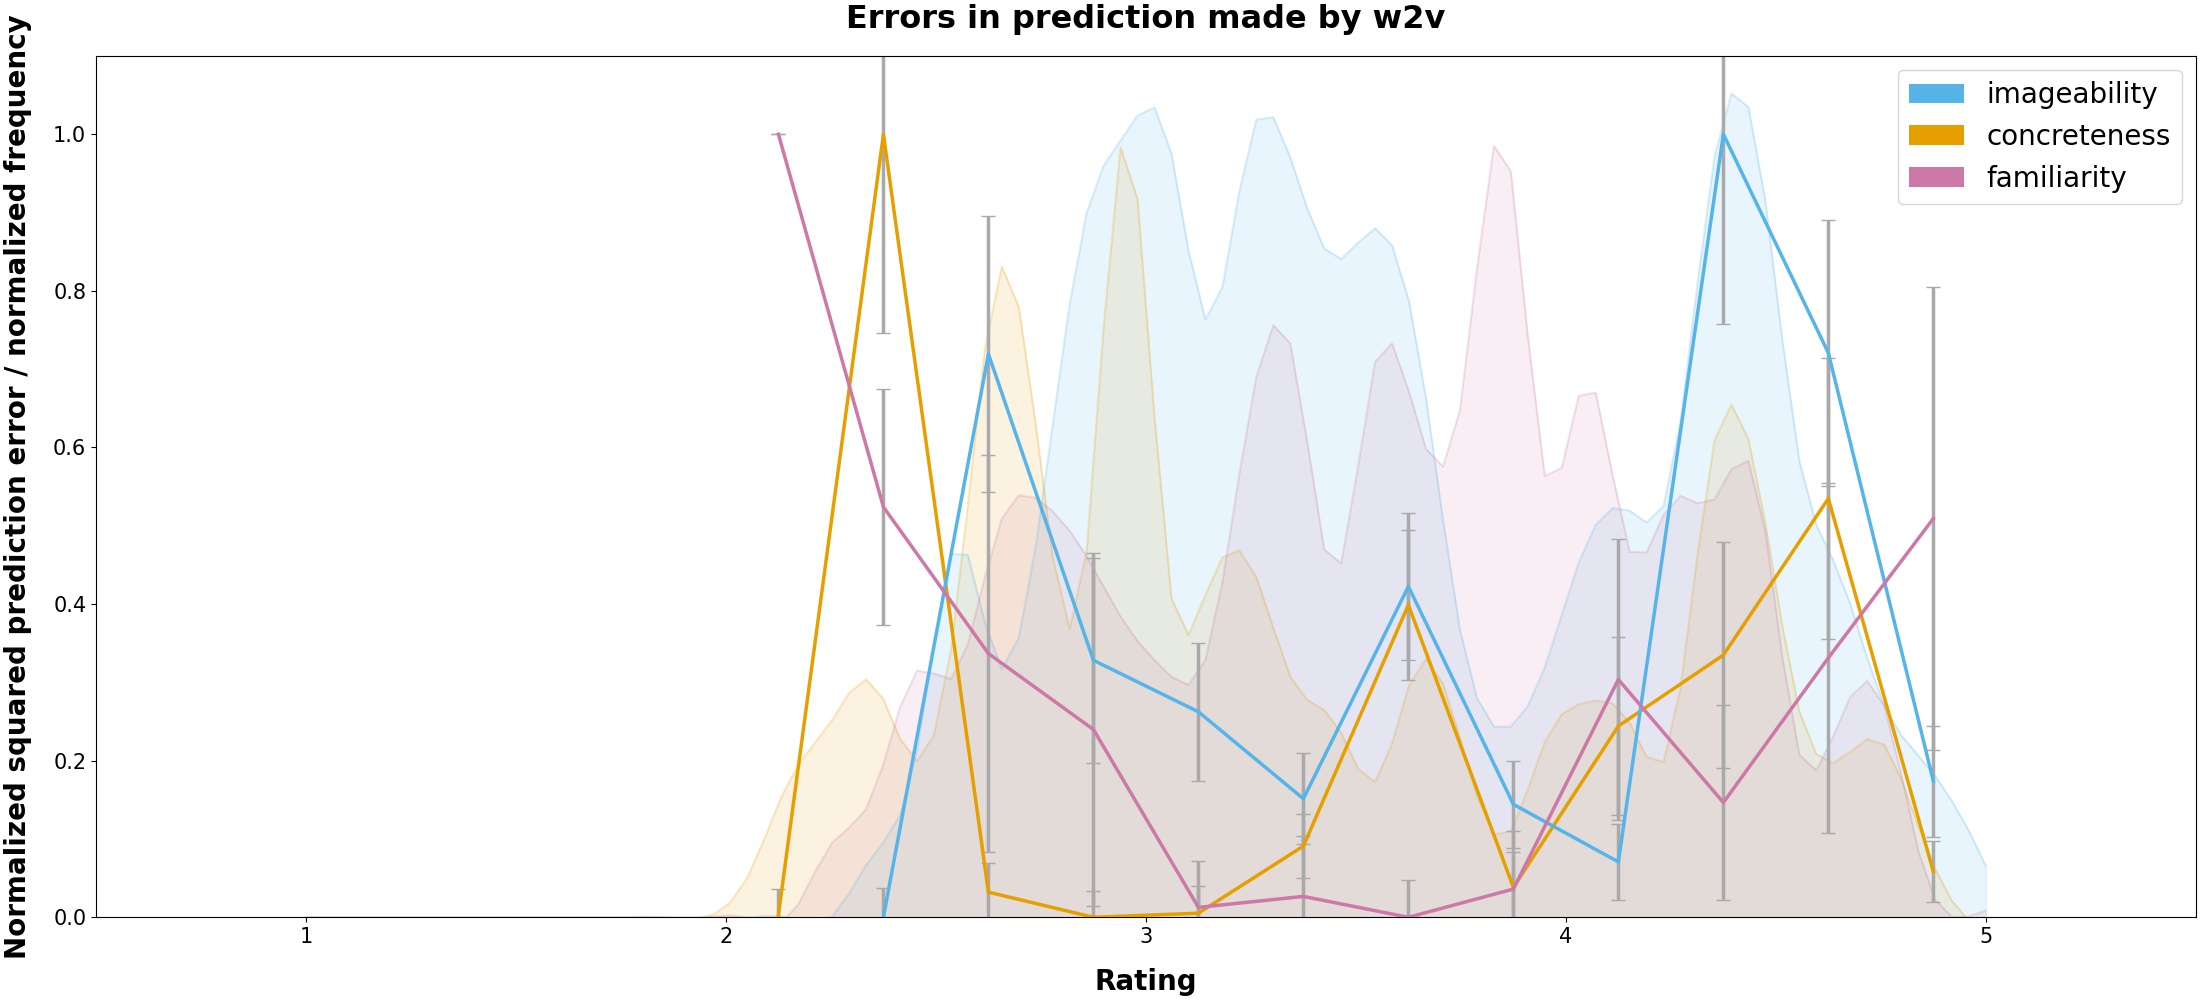 Errors in prediction made by w2v
Normalized squared prediction error / normalized frequency
1.0
0.8
0.6
0.4
0.2
0.0
imageability
concreteness
familiarity
1 2 3 4 5
Rating